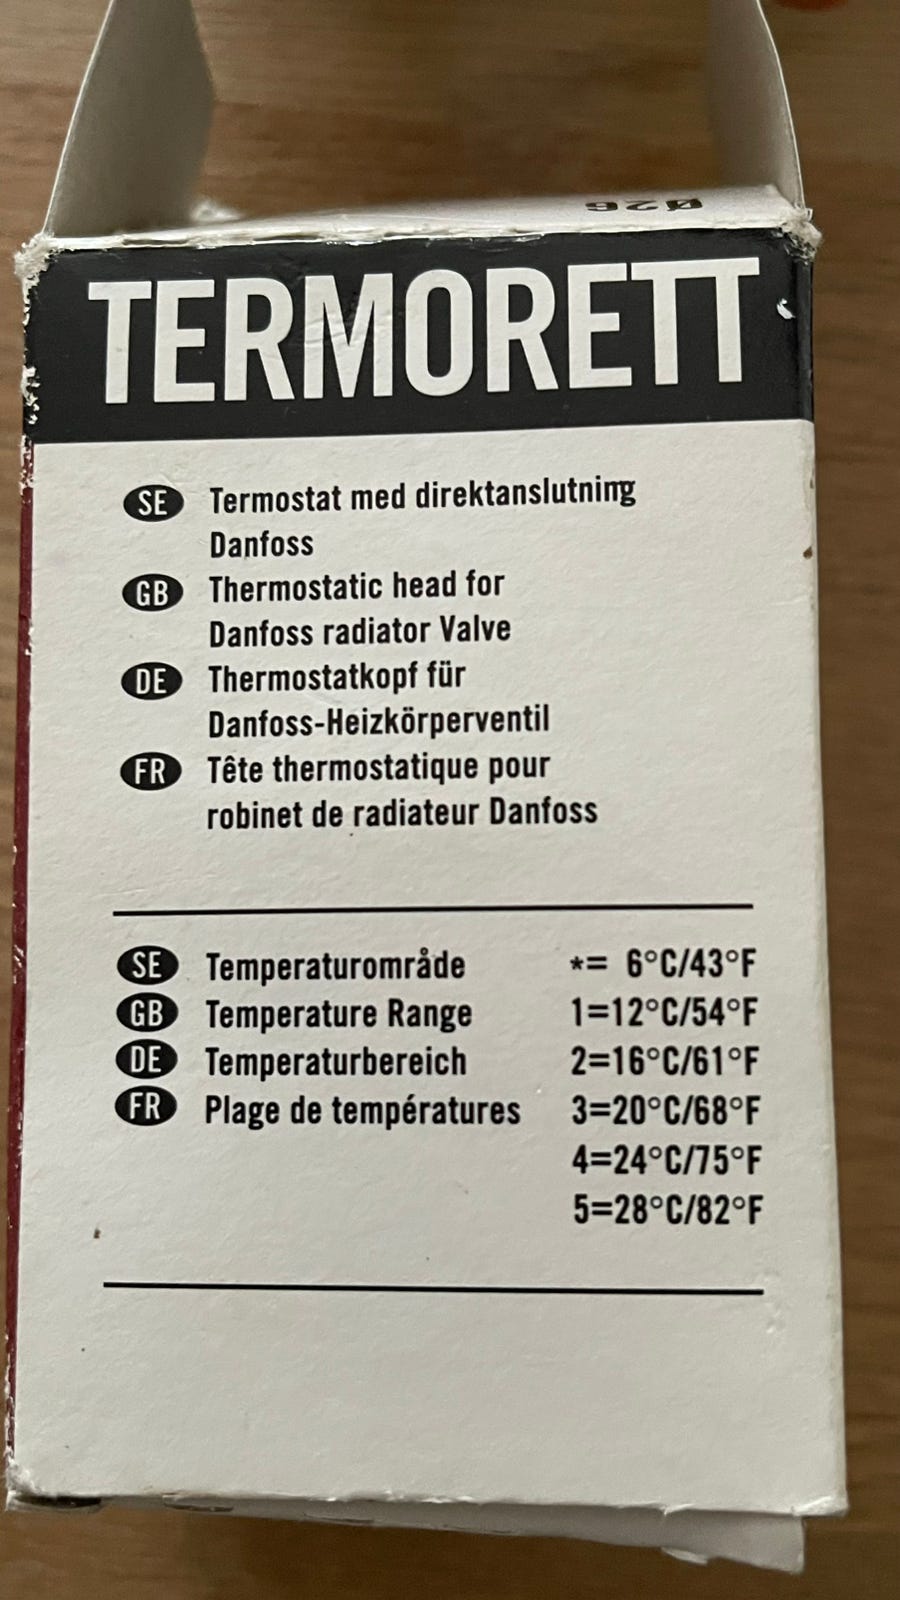 Ø26
TERMORETT
SE Termostat med direktanslutning
Danfoss
GB Thermostatic head for
Danfoss radiator Valve
DE Thermostatkopf für
Danfoss-Heizkörperventil
FR Tête thermostatique pour
robinet de radiateur Danfoss
SE Temperaturområde *= 6°C/43°F
GB Temperature Range 1=12°C/54°F
DE Temperaturbereich 2=16°C/61°F
FR Plage de températures 3=20°C/68°F
4=24°C/75°F
5=28°C/82°F